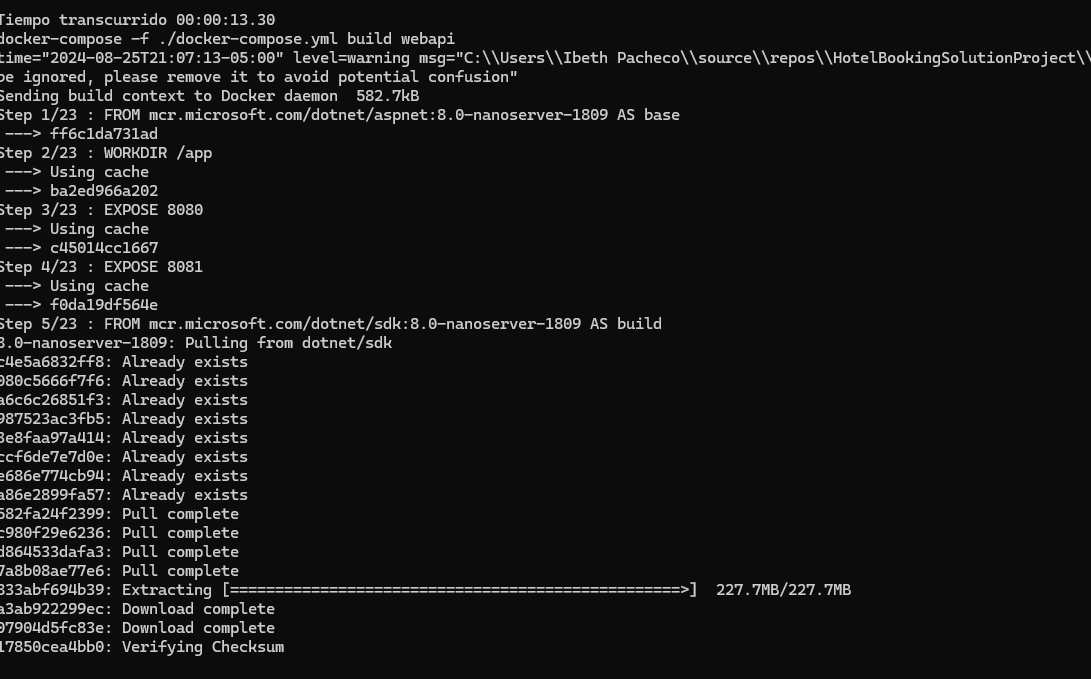 Tiempo transcurrido 00:00:13.30
docker-compose -f ./docker-compose.yml build webapi
time="2024-08-25T21:07:13-05:00" level=warning msg="C:\\Users\\Ibeth Pacheco\\source\\repos\\HotelBookingSolutionProject\\
be ignored, please remove it to avoid potential confusion"
Sending build context to Docker daemon  582.7kB
Step 1/23 : FROM mcr.microsoft.com/dotnet/aspnet:8.0-nanoserver-1809 AS base
 ---> ff6c1da731ad
Step 2/23 : WORKDIR /app
 ---> Using cache
 ---> ba2ed966a202
Step 3/23 : EXPOSE 8080
 ---> Using cache
 ---> c45014cc1667
Step 4/23 : EXPOSE 8081
 ---> Using cache
 ---> f0da19df564e
Step 5/23 : FROM mcr.microsoft.com/dotnet/sdk:8.0-nanoserver-1809 AS build
8.0-nanoserver-1809: Pulling from dotnet/sdk
c4e5a6832ff8: Already exists
080c5666f7f6: Already exists
a6c6c26851f3: Already exists
987523ac3fb5: Already exists
3e8faa97a414: Already exists
ccf6de7e7d0e: Already exists
e686e774cb94: Already exists
a86e2899fa57: Already exists
682fa24f2399: Pull complete
c980f29e6236: Pull complete
d864533dafa3: Pull complete
7a8b08ae77e6: Pull complete
333abf694b39: Extracting [==================================================>]  227.7MB/227.7MB
a3ab922299ec: Download complete
07904d5fc83e: Download complete
17850cea4bb0: Verifying Checksum